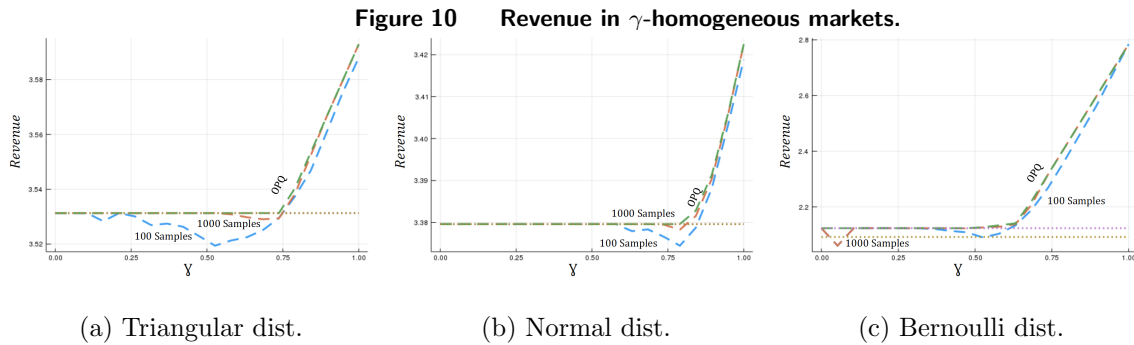 Figure 10 Revenue in γ-homogeneous markets.
3.58
3.56
3.54
3.52
Revenue
OPQ
1000 Samples
100 Samples
0.00 0.25 0.50 0.75 1.00
γ
(a) Triangular dist.
3.42
3.41
3.40
3.39
3.38
Revenue
OPQ
1000 Samples
100 Samples
0.00 0.25 0.50 0.75 1.00
γ
(b) Normal dist.
2.8
2.6
2.4
2.2
Revenue
OPQ
100 Samples
1000 Samples
0.00 0.25 0.50 0.75 1.00
γ
(c) Bernoulli dist.